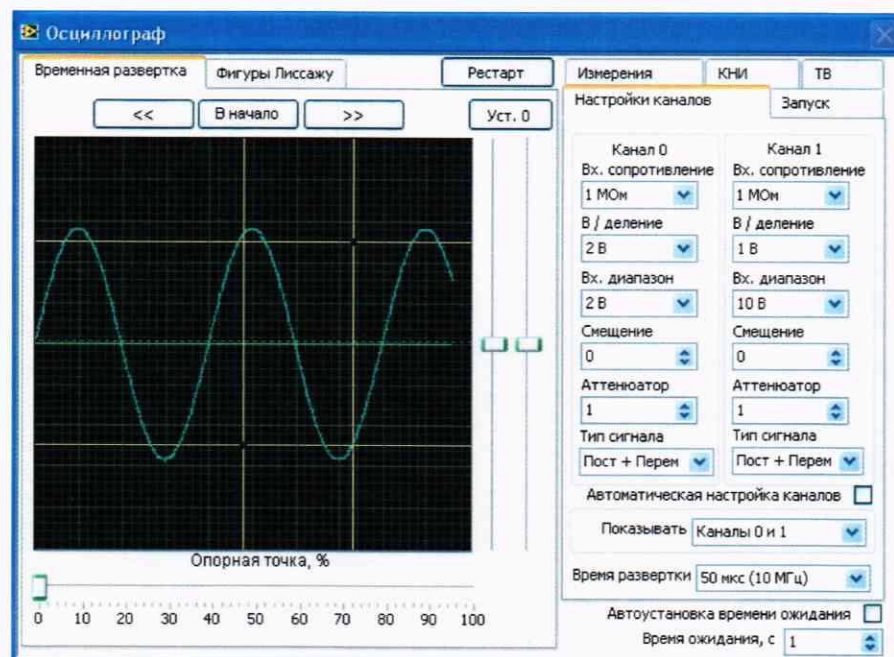 Осциллограф
Временная развертка
Фигуры Лиссажу
Рестарт
<<
В начало
>>
Уст. 0
Опорная точка, %
0 10 20 30 40 50 60 70 80 90 100
Измерения
КНИ
ТВ
Настройки каналов
Запуск
Канал 0
Вх. сопротивление
1 МОм
В / деление
2 В
Вх. диапазон
2 В
Смещение
0
Аттенюатор
1
Тип сигнала
Пост + Перем
Канал 1
Вх. сопротивление
1 МОм
В / деление
1 В
Вх. диапазон
10 В
Смещение
0
Аттенюатор
1
Тип сигнала
Пост + Перем
Автоматическая настройка каналов
Показывать Каналы 0 и 1
Время развертки 50 мкс (10 МГц)
Автоустановка времени ожидания
Время ожидания, с 1